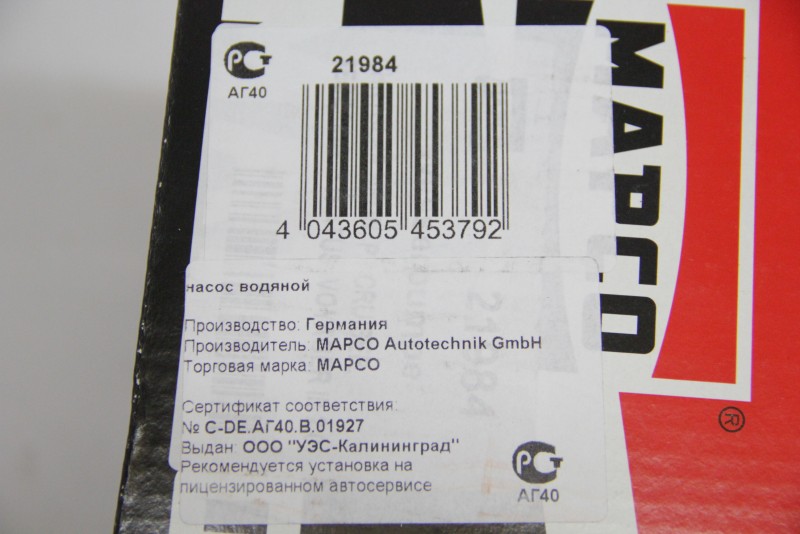 РСТ
АГ40
21984
4 043605 453792
MAPCO
®
насос водяной
Производство: Германия
Производитель: MAPCO Autotechnik GmbH
Торговая марка: MAPCO
Сертификат соответствия:
№ C-DE.АГ40.В.01927
Выдан: ООО "УЭС-Калининград"
Рекомендуется установка на
лицензированном автосервисе
РСТ
АГ40